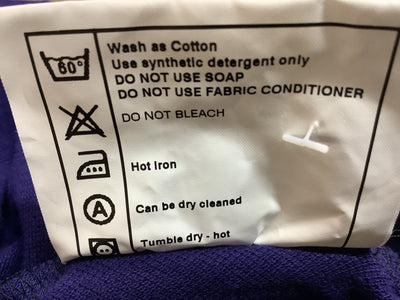 60°
Wash as Cotton
Use synthetic detergent only
DO NOT USE SOAP
DO NOT USE FABRIC CONDITIONER
DO NOT BLEACH
Hot Iron
A
Can be dry cleaned
Tumble dry - hot